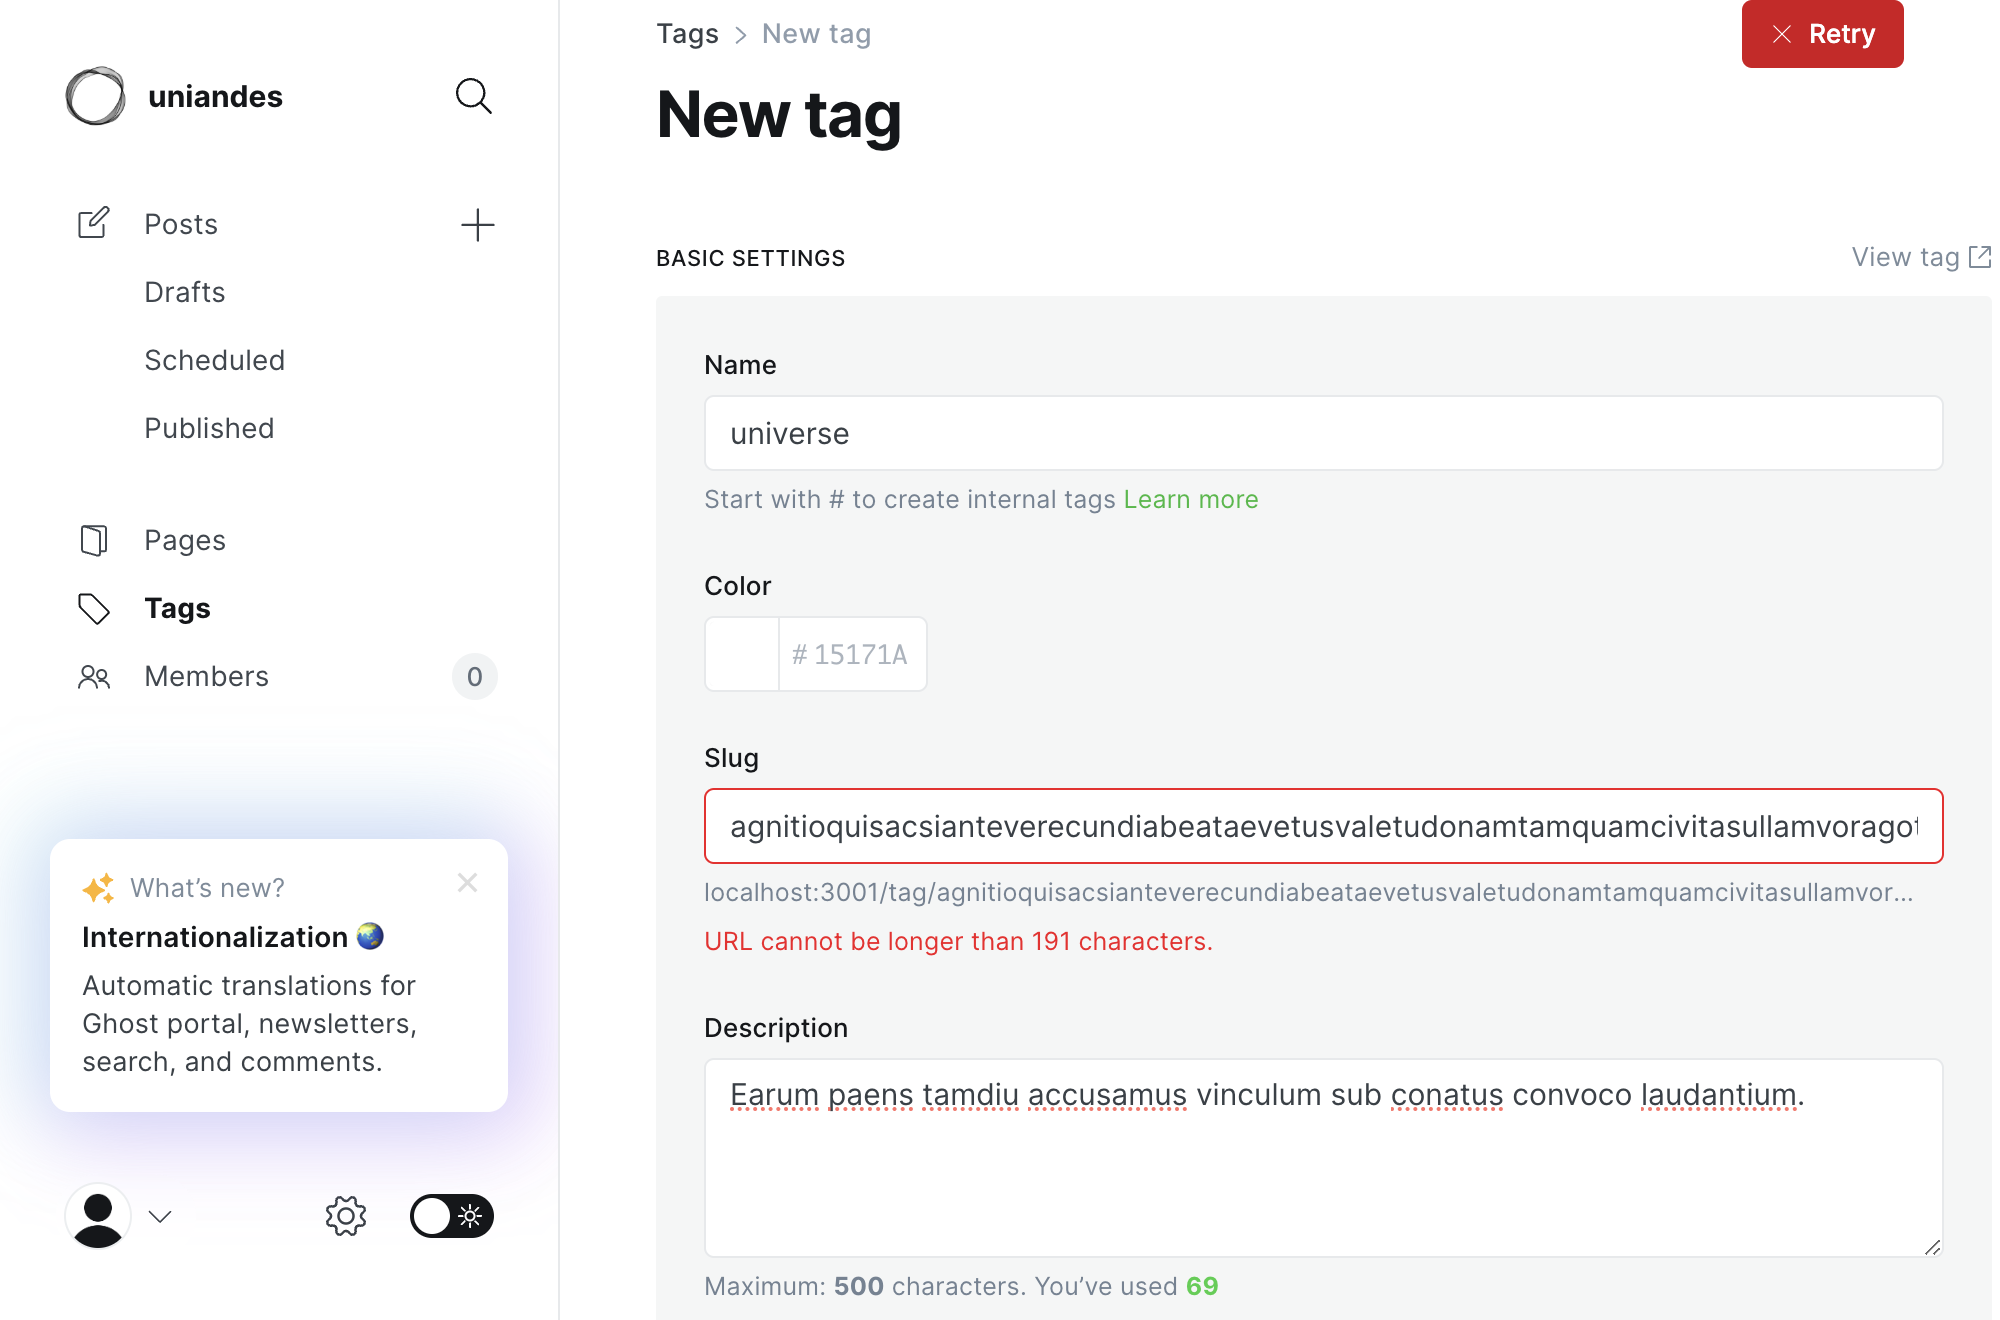 uniandes
Posts
Drafts
Scheduled
Published
Pages
Tags
Members
0
What’s new?
Internationalization
Automatic translations for
Ghost portal, newsletters,
search, and comments.
Tags > New tag
Retry
New tag
BASIC SETTINGS
View tag
Name
universe
Start with # to create internal tags Learn more
Color
# 15171A
Slug
agnitioquisacsianteverecundiabeataevetusvaletudonamtamquamcivitasullamvoragot
localhost:3001/tag/agnitioquisacsianteverecundiabeataevetusvaletudonamtamquamcivitasullamvor...
URL cannot be longer than 191 characters.
Description
Earum paens tamdiu accusamus vinculum sub conatus convoco laudantium.
Maximum: 500 characters. You’ve used 69